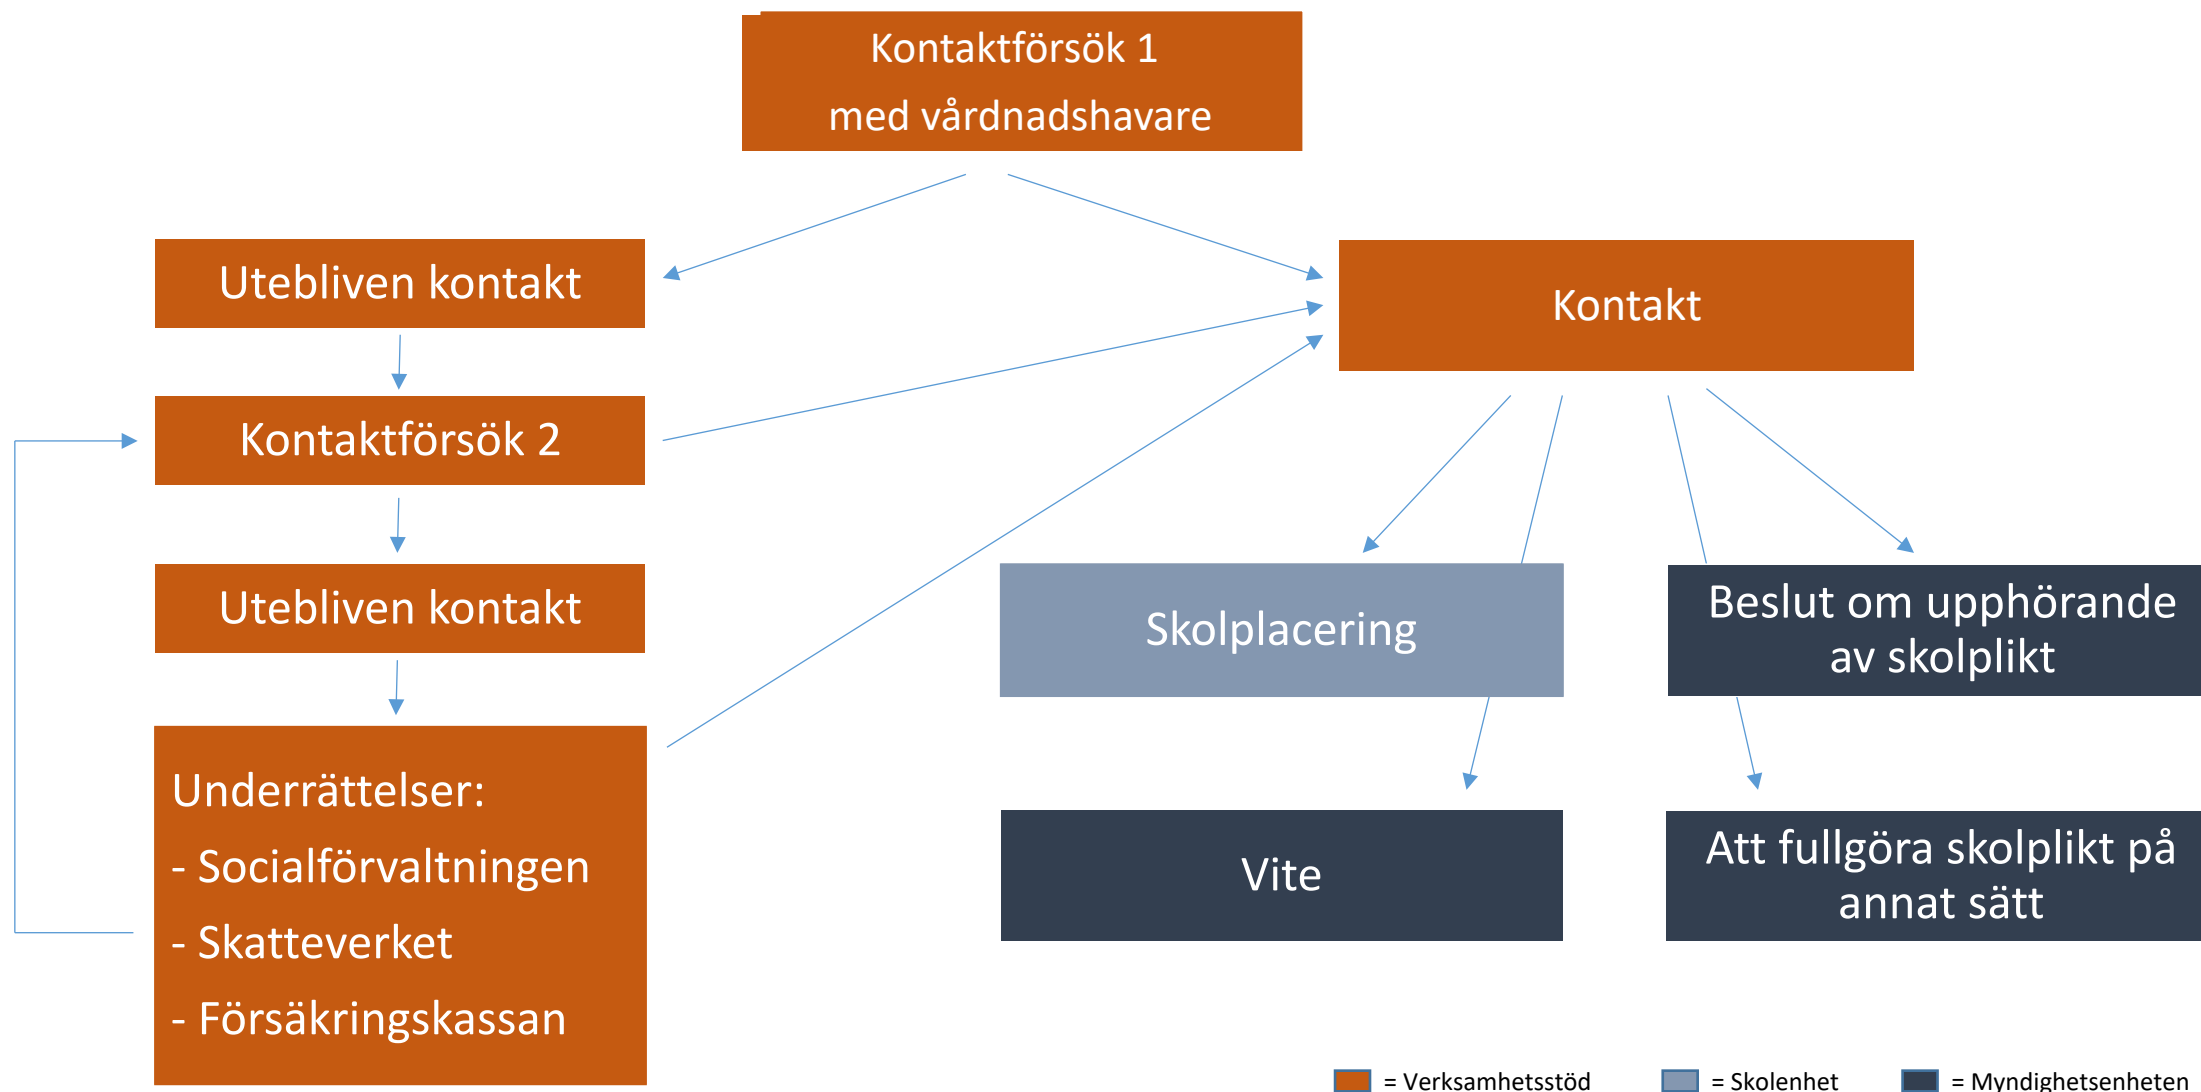 Kontaktförsök 1
med vårdnadshavare
Utebliven kontakt
Kontakt
Kontaktförsök 2
Utebliven kontakt
Skolplacering
Beslut om upphörande
av skolplikt
Underrättelser:
- Socialförvaltningen
- Skatteverket
- Försäkringskassan
Vite
Att fullgöra skolplikt på
annat sätt
= Verksamhetsstöd
= Skolenhet
= Myndighetsenheten